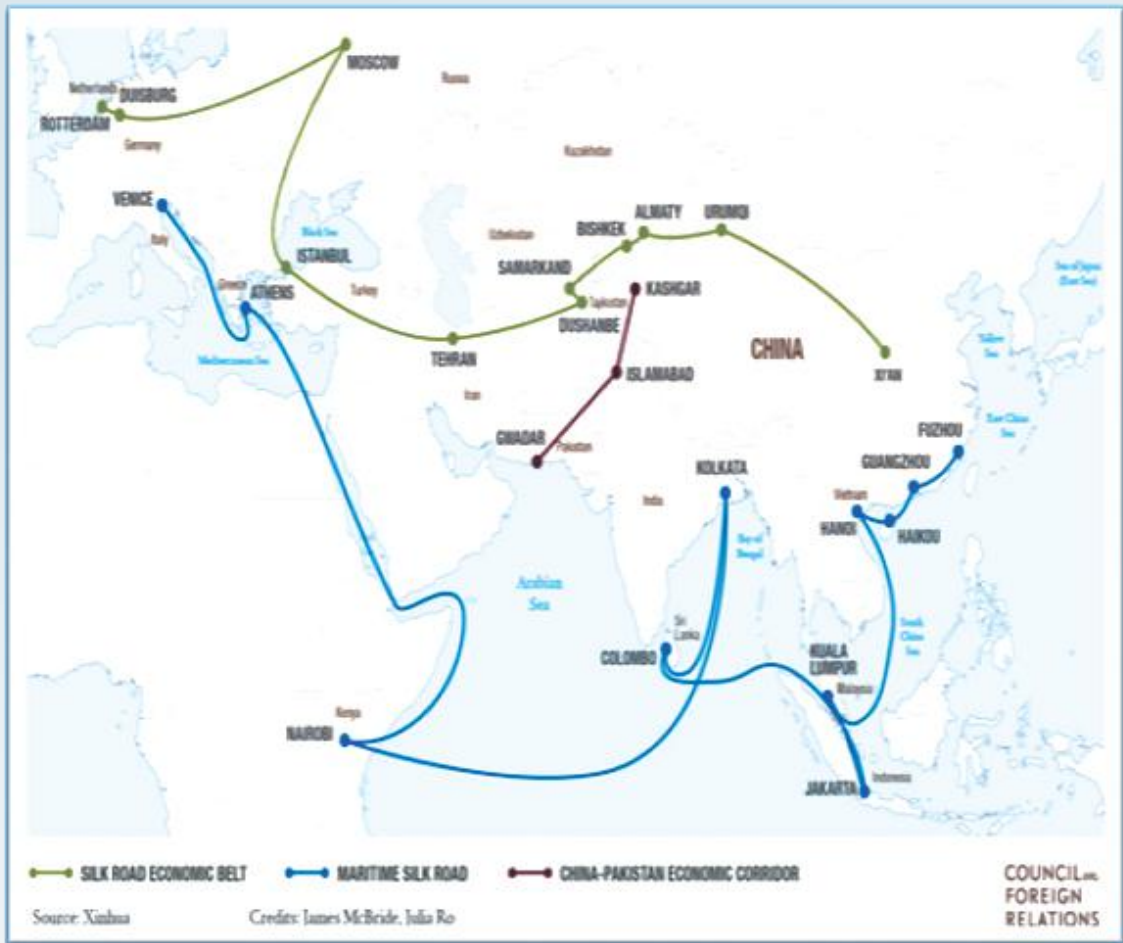 MOSCOW
Russia
Netherlands
DUISBURG
ROTTERDAM
Germany
Kazakhstan
VENICE
ALMATY
URUMQI
BISHKEK
Black Sea
Uzbekistan
Italy
ISTANBUL
SAMARKAND
Sea of Japan
(East Sea)
Greece
ATHENS
Turkey
KASHGAR
Tajikistan
DUSHANBE
Yellow
Sea
CHINA
Mediterranean Sea
TEHRAN
ISLAMABAD
XI'AN
Iran
East China
Sea
FUZHOU
GWADAR
Pakistan
GUANGZHOU
KOLKATA
India
Vietnam
HANOI
HAIKOU
Bay of
Bengal
Arabian
Sea
Sri
Lanka
South
China
Sea
COLOMBO
KUALA
LUMPUR
Malaysia
Kenya
NAIROBI
JAKARTA
Indonesia
SILK ROAD ECONOMIC BELT
MARITIME SILK ROAD
CHINA-PAKISTAN ECONOMIC CORRIDOR
COUNCIL on
FOREIGN
RELATIONS
Source: Xinhua
Credits: James McBride, Julia Ro